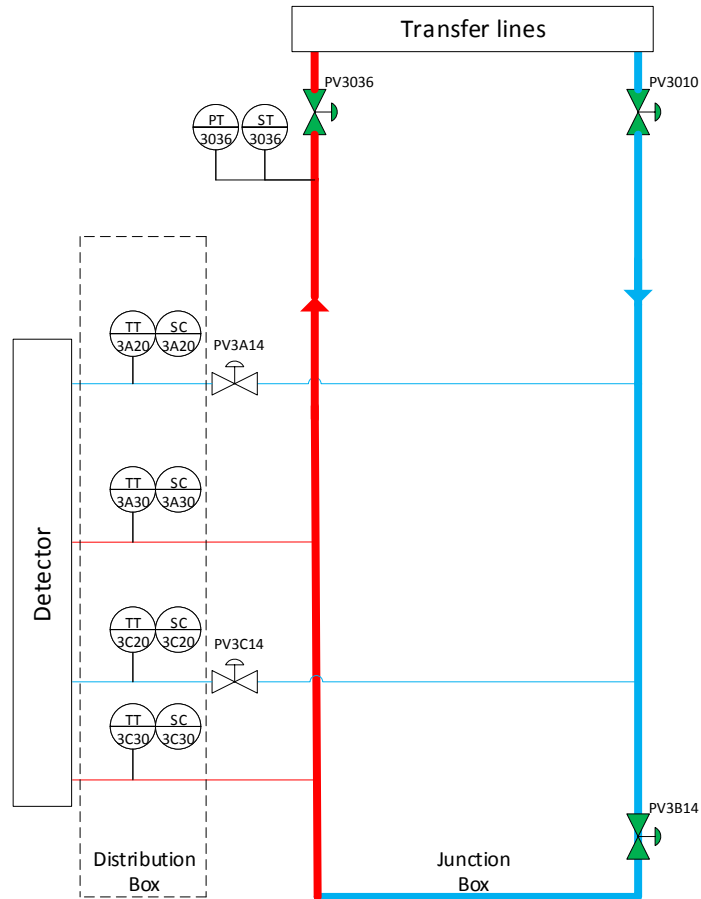 Transfer lines
PV3036
PV3010
PT
3036
ST
3036
TT
3A20
SC
3A20
PV3A14
TT
3A30
SC
3A30
Detector
TT
3C20
SC
3C20
PV3C14
TT
3C30
SC
3C30
PV3B14
Distribution
Box
Junction
Box